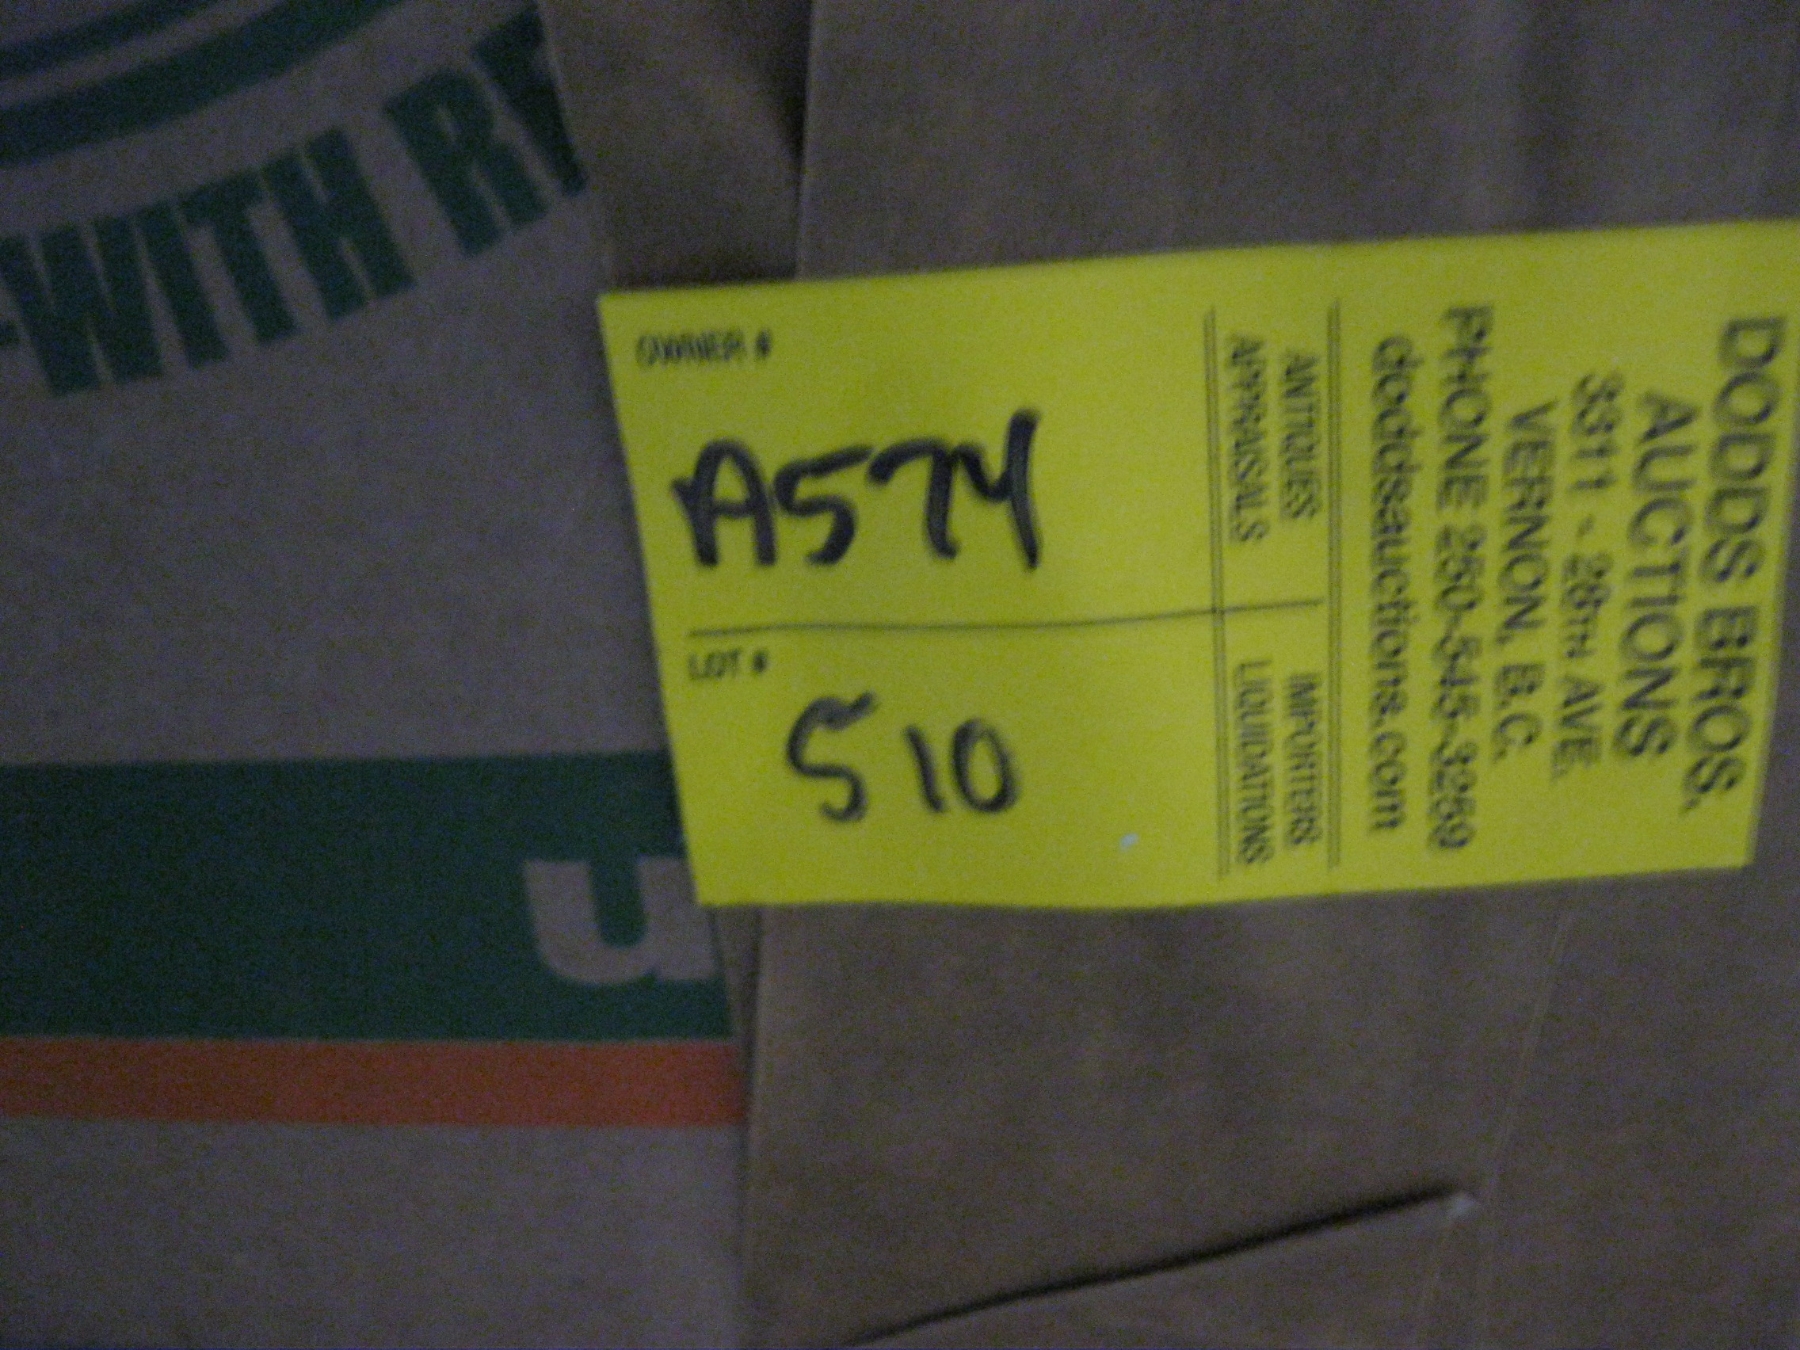 -WITH RE
OWNER #
A574
LOT #
510
ANTIQUES IMPORTERS
APPRAISALS LIQUIDATIONS
DODDS BROS.
AUCTIONS
3311 - 28TH AVE.
VERNON, B.C.
PHONE 250-545-3259
doddsauctions.com
u